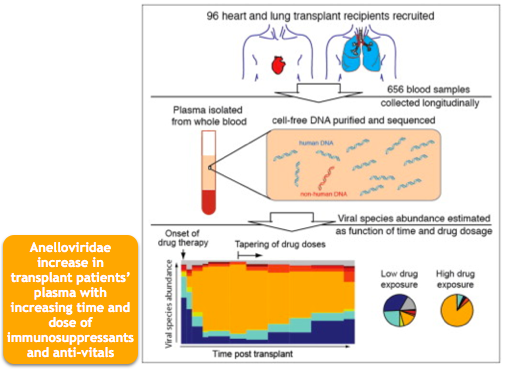 96 heart and lung transplant recipients recruited
656 blood samples
collected longitudinally
Plasma isolated
from whole blood
cell-free DNA purified and sequenced
human DNA
non-human DNA
Viral species abundance estimated
as function of time and drug dosage
Onset of
drug therapy
Tapering of drug doses
Viral species abundance
Time post transplant
Low drug
exposure
High drug
exposure
Anelloviridae
increase in
transplant patients’
plasma with
increasing time and
dose of
immunosuppressants
and anti-vitals